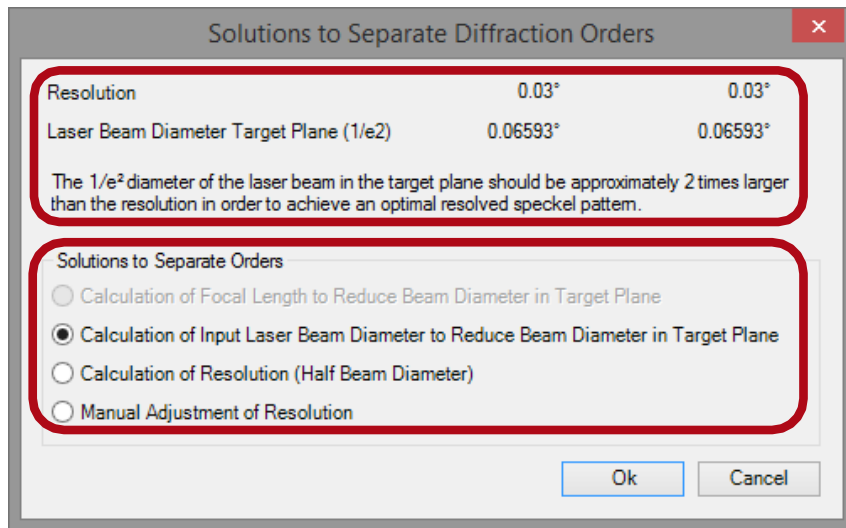 Solutions to Separate Diffraction Orders
Resolution 0.03° 0.03°
Laser Beam Diameter Target Plane (1/e2) 0.06593° 0.06593°
The 1/e² diameter of the laser beam in the target plane should be approximately 2 times larger
than the resolution in order to achieve an optimal resolved speckel pattern.
Solutions to Separate Orders
Calculation of Focal Length to Reduce Beam Diameter in Target Plane
Calculation of Input Laser Beam Diameter to Reduce Beam Diameter in Target Plane
Calculation of Resolution (Half Beam Diameter)
Manual Adjustment of Resolution
Ok Cancel